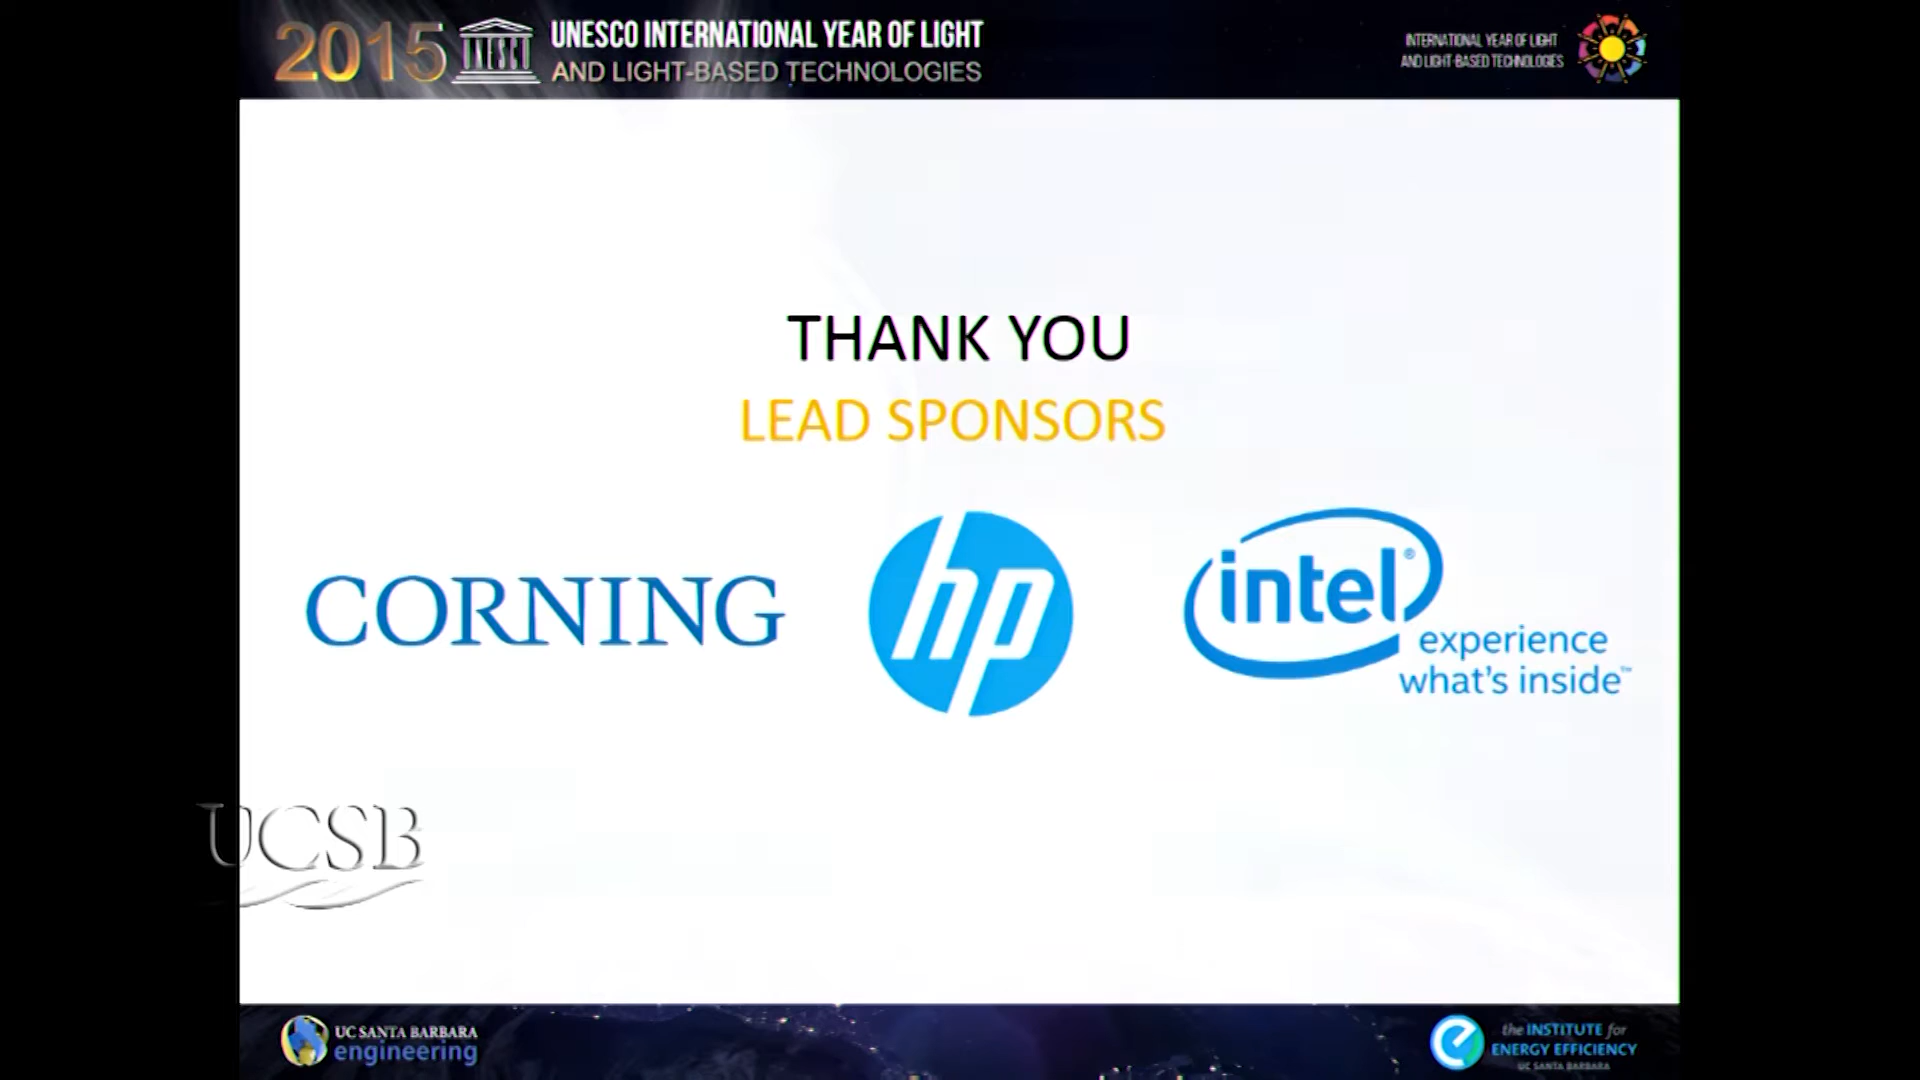 2015
UNESCO
UNESCO INTERNATIONAL YEAR OF LIGHT
AND LIGHT-BASED TECHNOLOGIES
INTERNATIONAL YEAR OF LIGHT
AND LIGHT-BASED TECHNOLOGIES
THANK YOU
LEAD SPONSORS
CORNING
hp
intel®
experience
what's inside™
UCSB
UC SANTA BARBARA
engineering
e
the INSTITUTE for
ENERGY EFFICIENCY
UC SANTA BARBARA